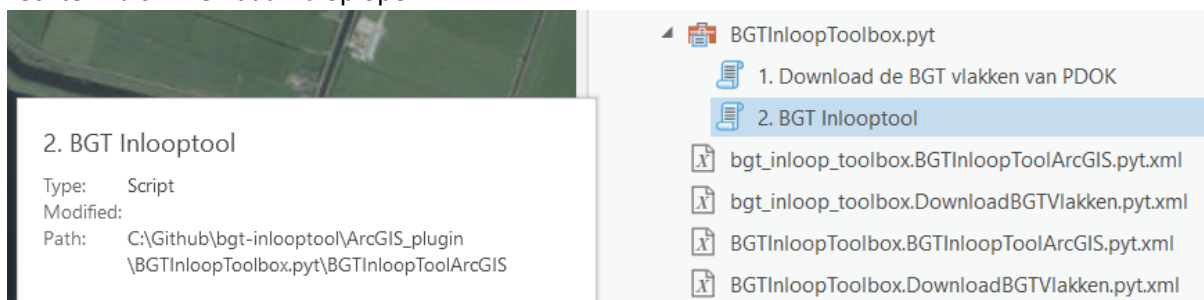 2. BGT Inlooptool
Type: Script
Modified:
Path: C:\Github\bgt-inlooptool\ArcGIS_plugin
\BGTInloopToolbox.pyt\BGTInloopToolArcGIS
BGTInloopToolbox.pyt
1. Download de BGT vlakken van PDOK
2. BGT Inlooptool
bgt_inloop_toolbox.BGTInloopToolArcGIS.pyt.xml
bgt_inloop_toolbox.DownloadBGTVlakken.pyt.xml
BGTInloopToolbox.BGTInloopToolArcGIS.pyt.xml
BGTInloopToolbox.DownloadBGTVlakken.pyt.xml